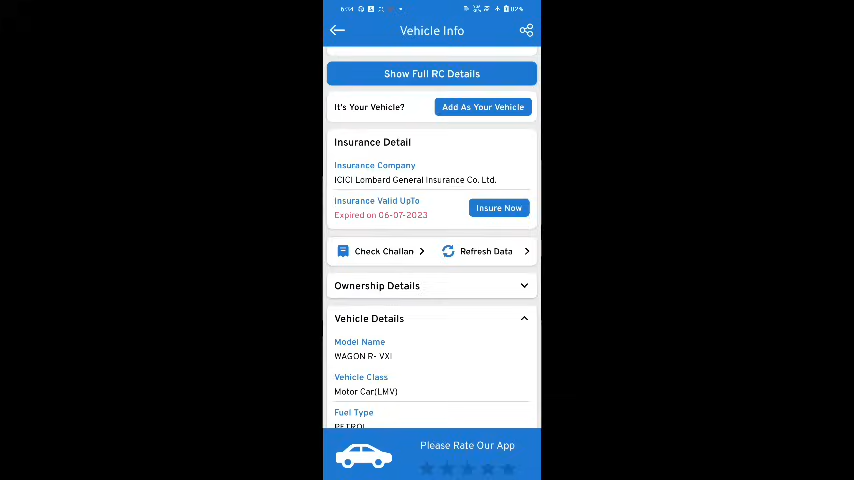 6:34
82%
Vehicle Info
Show Full RC Details
It's Your Vehicle?
Add As Your Vehicle
Insurance Detail
Insurance Company
ICICI Lombard General Insurance Co. Ltd.
Insurance Valid UpTo
Expired on 06-07-2023
Insure Now
Check Challan
Refresh Data
Ownership Details
Vehicle Details
Model Name
WAGON R- VXI
Vehicle Class
Motor Car(LMV)
Fuel Type
PETROL
Please Rate Our App